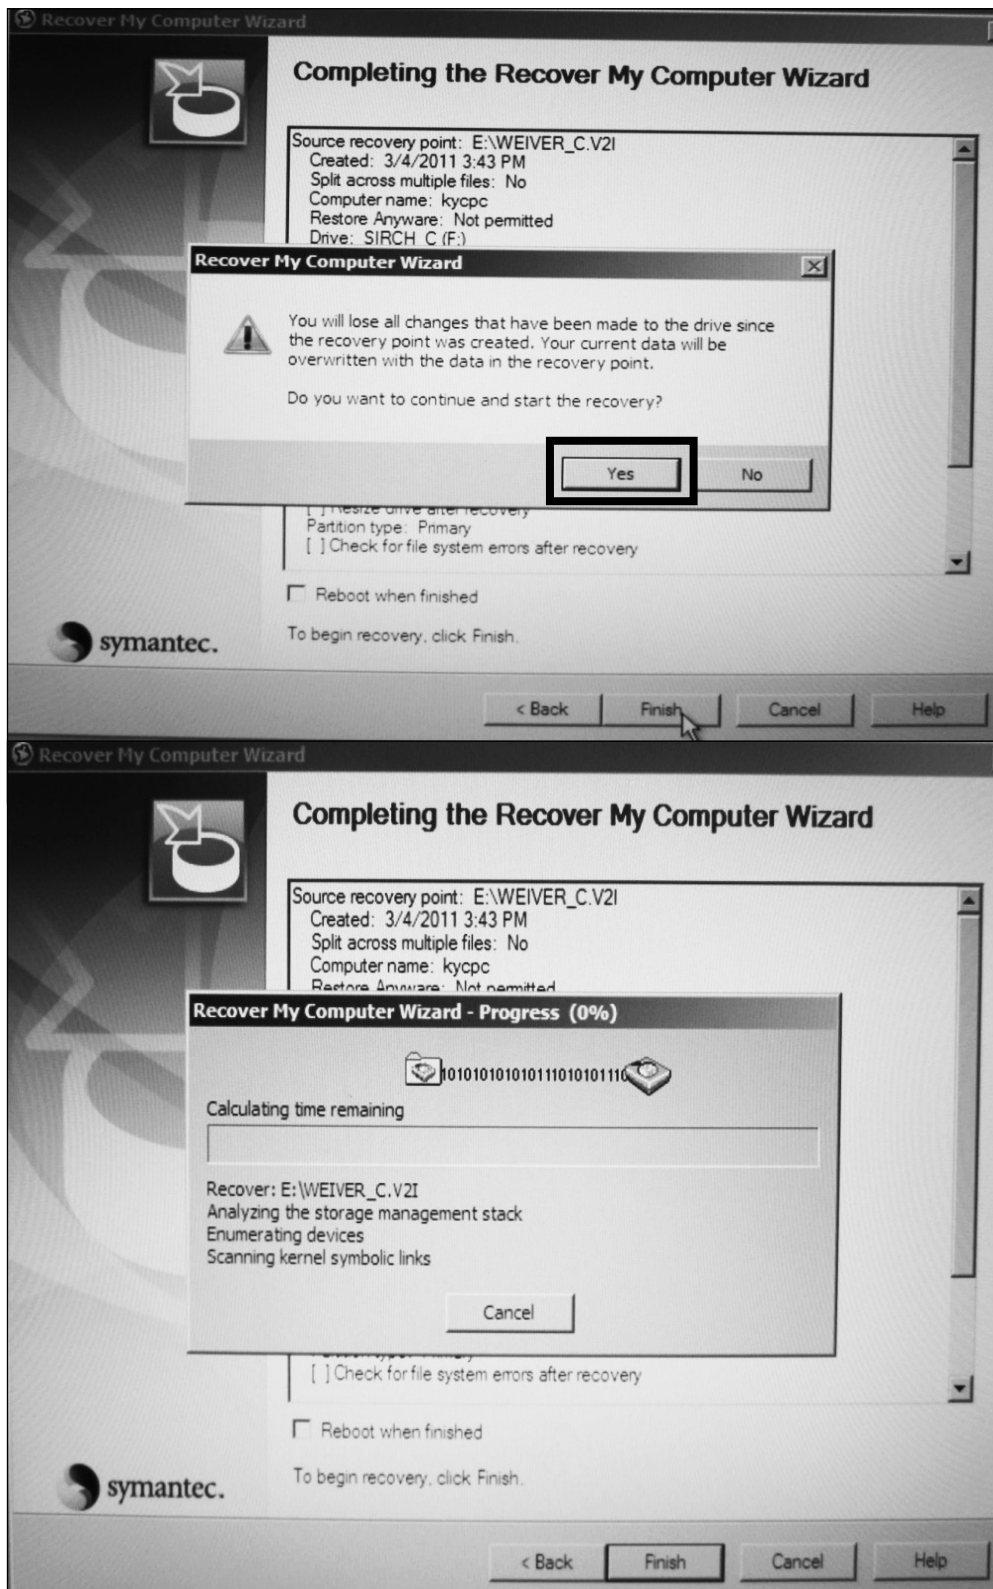 Recover My Computer Wizard
Completing the Recover My Computer Wizard
Source recovery point: E:\WEIVER_C.V2I
Created: 3/4/2011 3:43 PM
Split across multiple files: No
Computer name: kycpc
Restore Anyware: Not permitted
Drive: SIRCH_C (F:)
Recover My Computer Wizard
You will lose all changes that have been made to the drive since
the recovery point was created. Your current data will be
overwritten with the data in the recovery point.
Do you want to continue and start the recovery?
Yes No
[ ] Resize drive after recovery
Partition type: Primary
[ ] Check for file system errors after recovery
Reboot when finished
To begin recovery, click Finish.
symantec.
< Back Finish Cancel Help
Recover My Computer Wizard
Completing the Recover My Computer Wizard
Source recovery point: E:\WEIVER_C.V2I
Created: 3/4/2011 3:43 PM
Split across multiple files: No
Computer name: kycpc
Restore Anyware: Not permitted
Recover My Computer Wizard - Progress (0%)
101010101010111010101110
Calculating time remaining
Recover: E:\WEIVER_C.V2I
Analyzing the storage management stack
Enumerating devices
Scanning kernel symbolic links
Cancel
[ ] Check for file system errors after recovery
Reboot when finished
To begin recovery, click Finish.
symantec.
< Back Finish Cancel Help